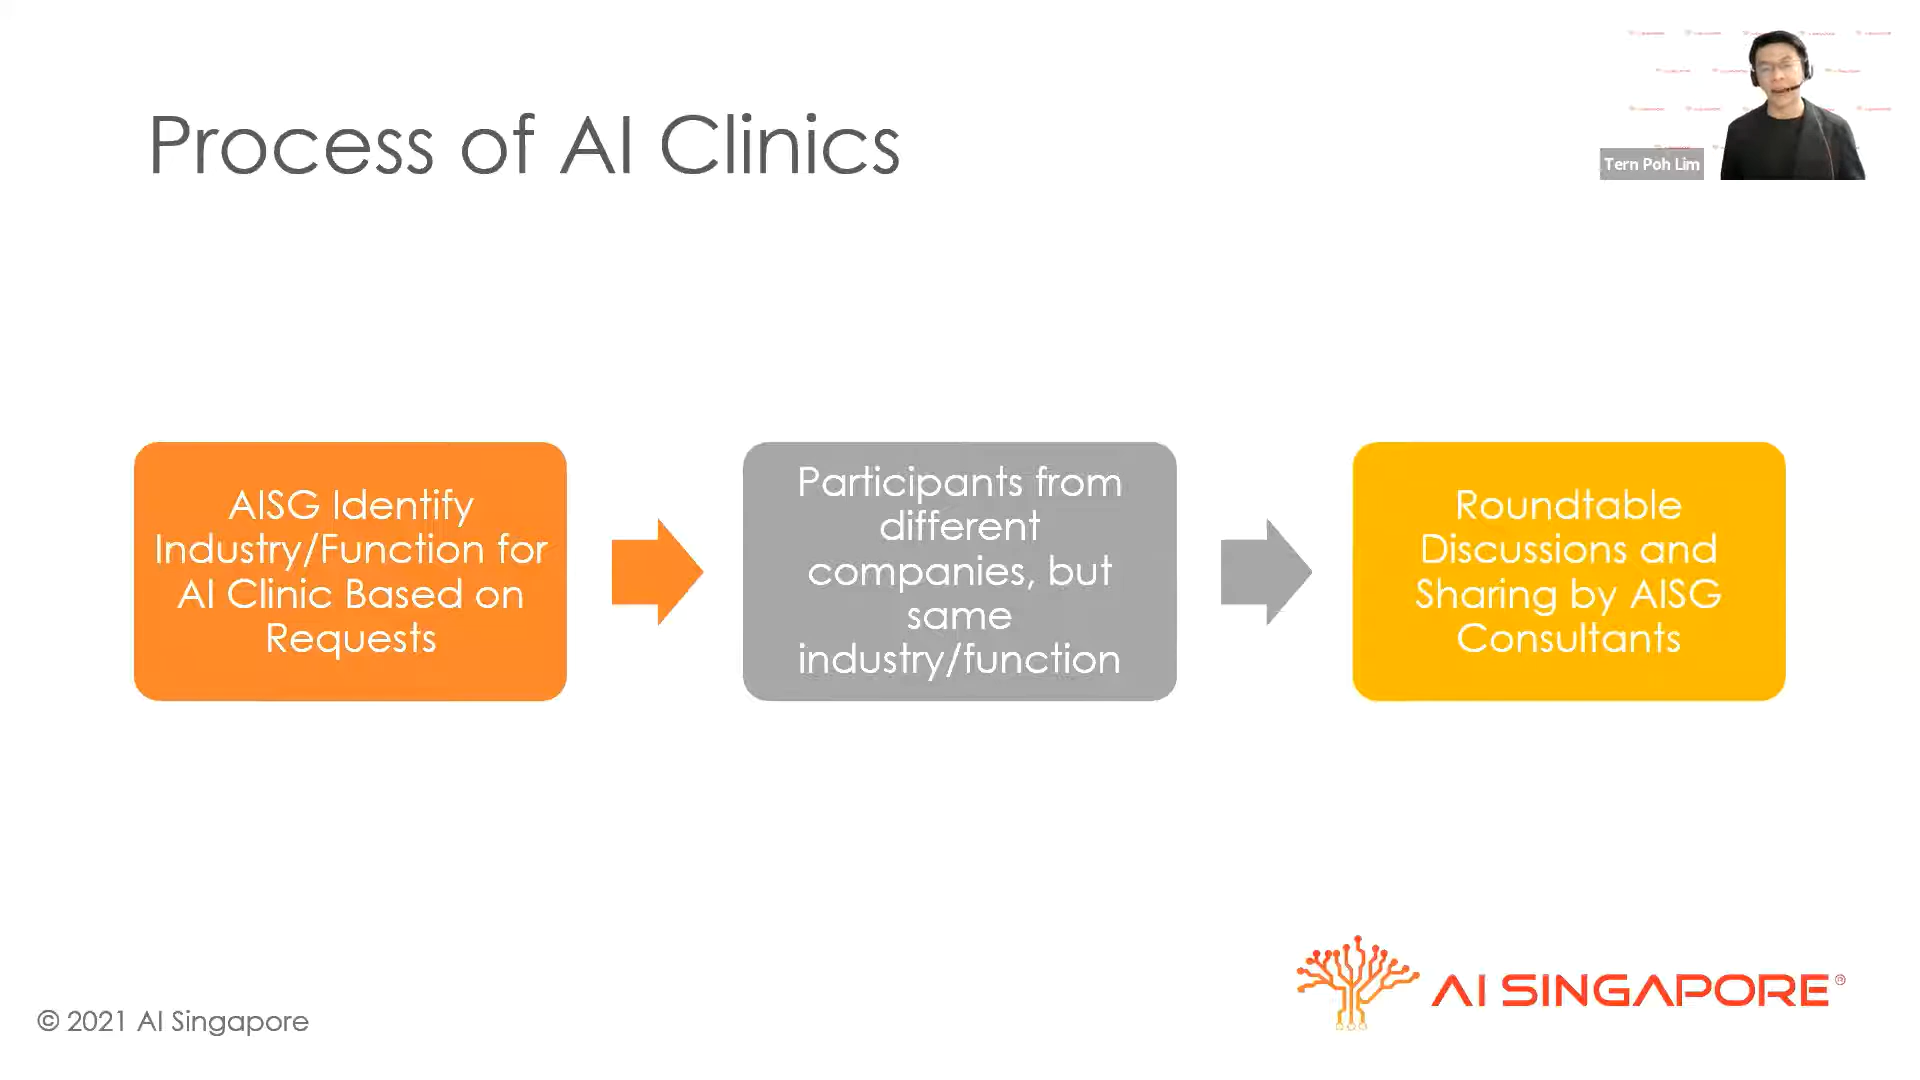 Process of AI Clinics
Tern Poh Lim
AISG Identify
Industry/Function for
AI Clinic Based on
Requests
Participants from
different
companies, but
same
industry/function
Roundtable
Discussions and
Sharing by AISG
Consultants
AI SINGAPORE®
© 2021 AI Singapore